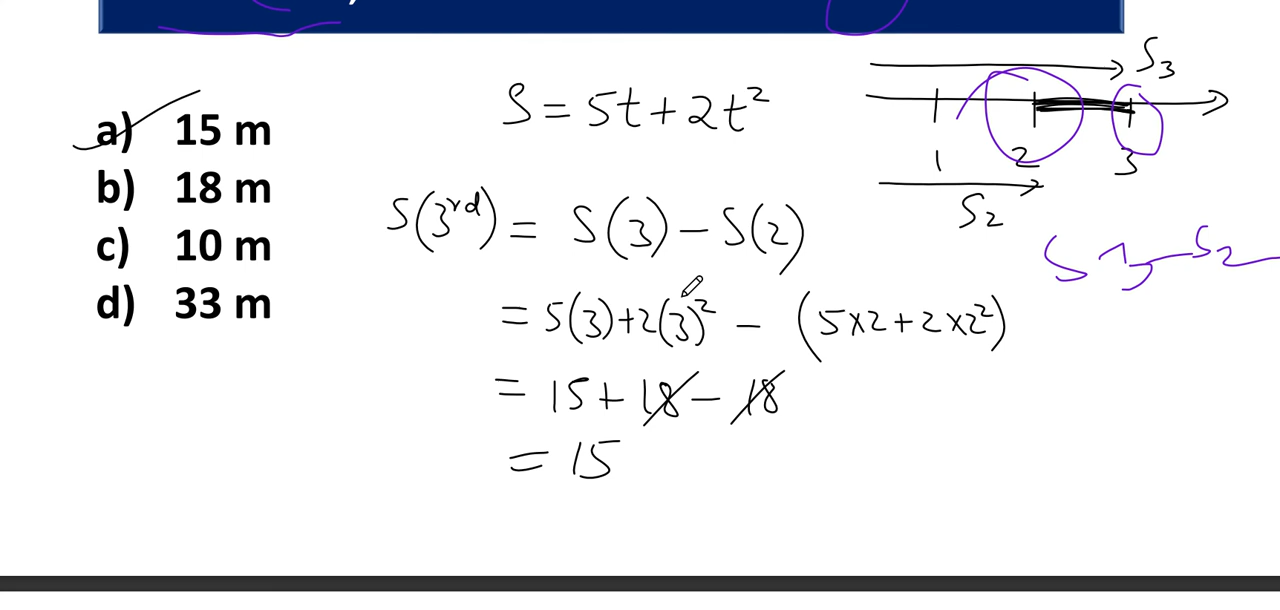 a) 15 m
b) 18 m
c) 10 m
d) 33 m
S = 5t + 2t²
S(3ʳᵈ) = S(3) - S(2)
= 5(3) + 2(3)² - (5×2 + 2×2²)
= 15 + 18 - 18
= 15
S3
1 2 3
S2
S3 - S2